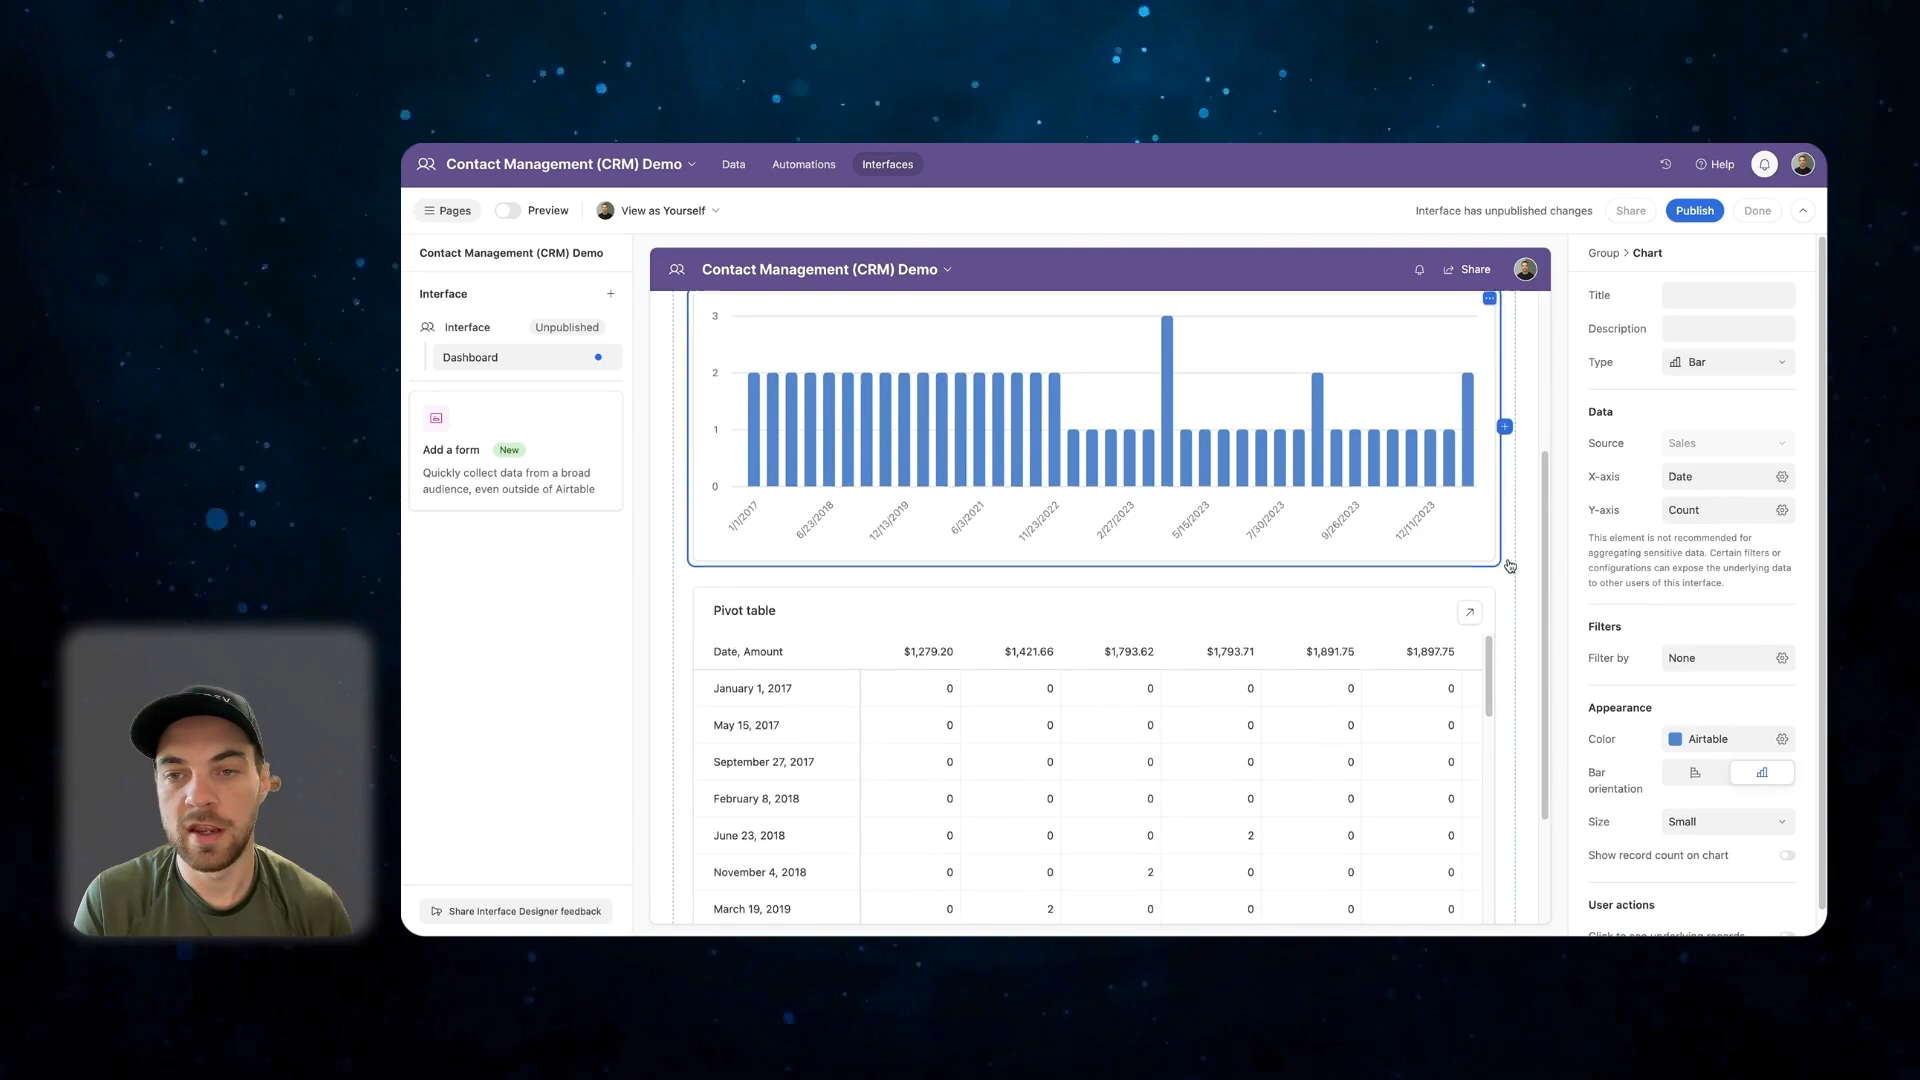 Contact Management (CRM) Demo
Data
Automations
Interfaces
Help
Pages
Preview
View as Yourself
Interface has unpublished changes
Share
Publish
Done
Contact Management (CRM) Demo
Interface
Interface
Unpublished
Dashboard
Add a form
New
Quickly collect data from a broad
audience, even outside of Airtable
Share Interface Designer feedback
Contact Management (CRM) Demo
Share
3
2
1
0
1/1/2017
6/23/2018
12/13/2019
6/3/2021
11/23/2022
2/27/2023
5/15/2023
7/30/2023
9/26/2023
12/11/2023
Pivot table
Date, Amount $1,279.20 $1,421.66 $1,793.62 $1,793.71 $1,891.75 $1,897.75
January 1, 2017 0 0 0 0 0 0
May 15, 2017 0 0 0 0 0 0
September 27, 2017 0 0 0 0 0 0
February 8, 2018 0 0 0 0 0 0
June 23, 2018 0 0 0 2 0 0
November 4, 2018 0 0 2 0 0 0
March 19, 2019 0 2 0 0 0 0
Group > Chart
Title
Description
Type Bar
Data
Source Sales
X-axis Date
Y-axis Count
This element is not recommended for
aggregating sensitive data. Certain filters or
configurations can expose the underlying data
to other users of this interface.
Filters
Filter by None
Appearance
Color Airtable
Bar
orientation
Size Small
Show record count on chart
User actions
Click to see underlying records